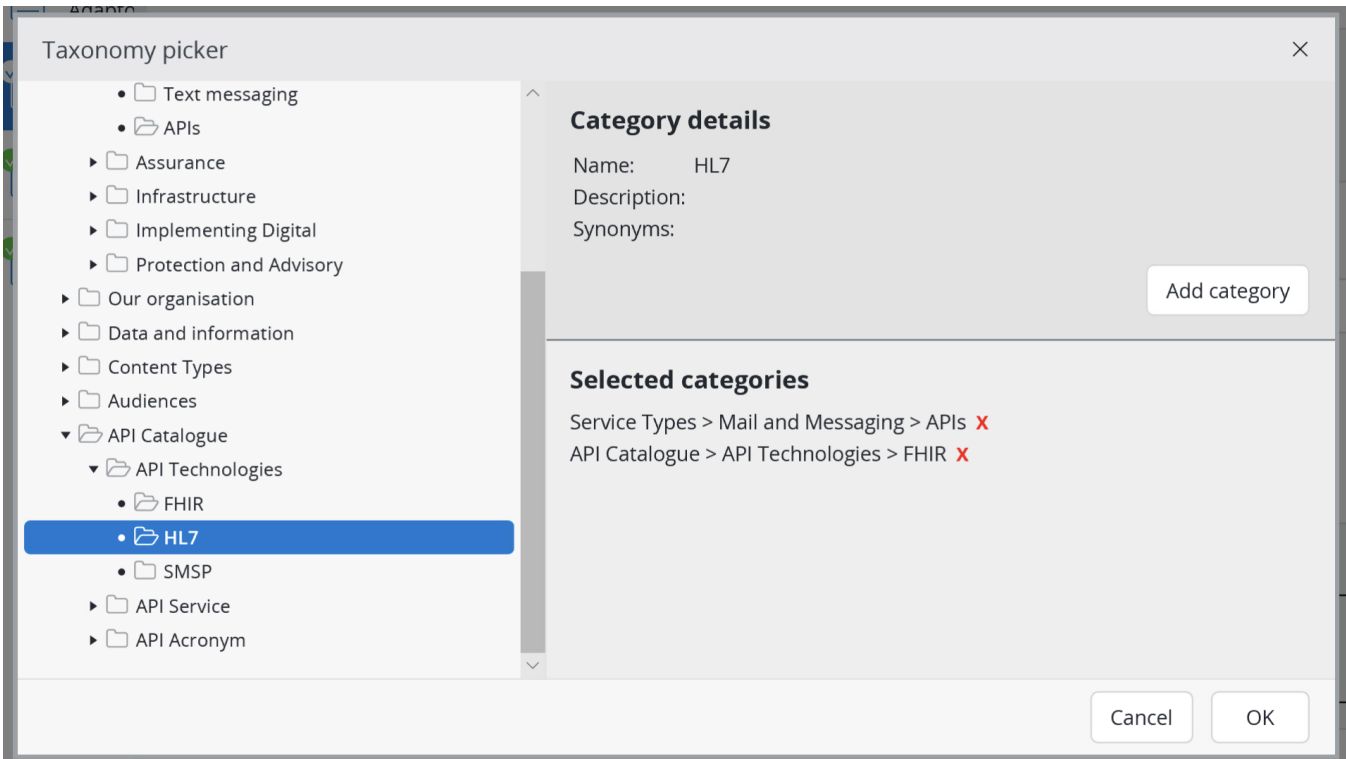 Taxonomy picker
Text messaging
APIs
Assurance
Infrastructure
Implementing Digital
Protection and Advisory
Our organisation
Data and information
Content Types
Audiences
API Catalogue
API Technologies
FHIR
HL7
SMSP
API Service
API Acronym
Category details
Name: HL7
Description:
Synonyms:
Add category
Selected categories
Service Types > Mail and Messaging > APIs X
API Catalogue > API Technologies > FHIR X
Cancel
OK